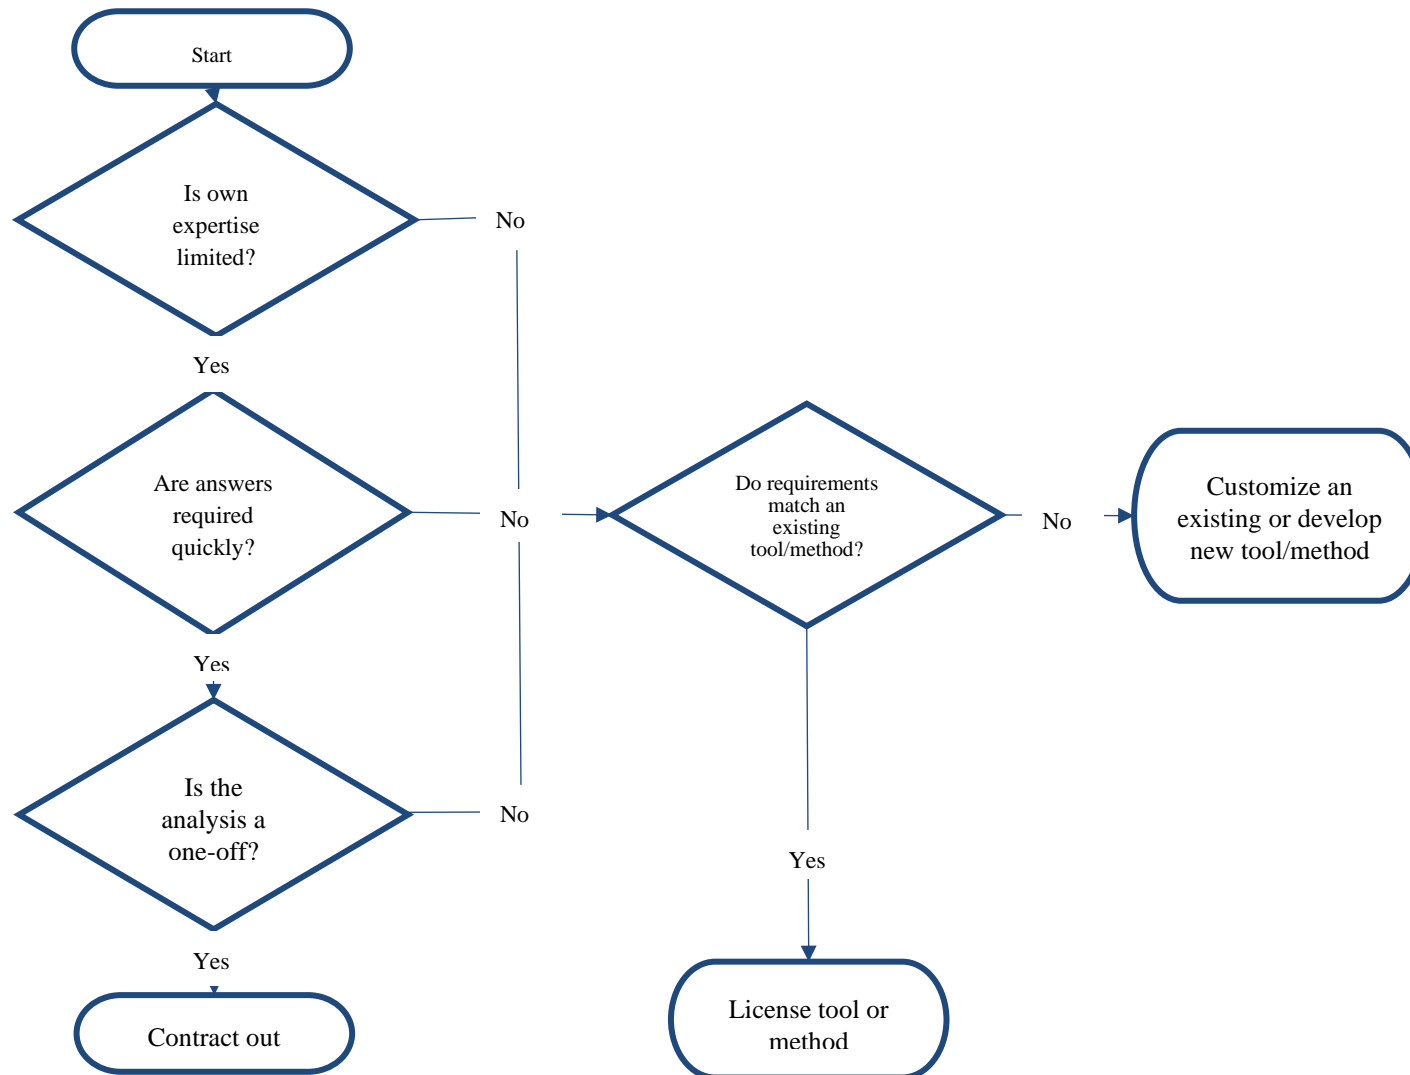 Start
Is own
expertise
limited?
No
Yes
Are answers
required
quickly?
No
Do requirements
match an
existing
tool/method?
No
Customize an
existing or develop
new tool/method
Yes
Is the
analysis a
one-off?
No
Yes
Yes
Contract out
License tool or
method